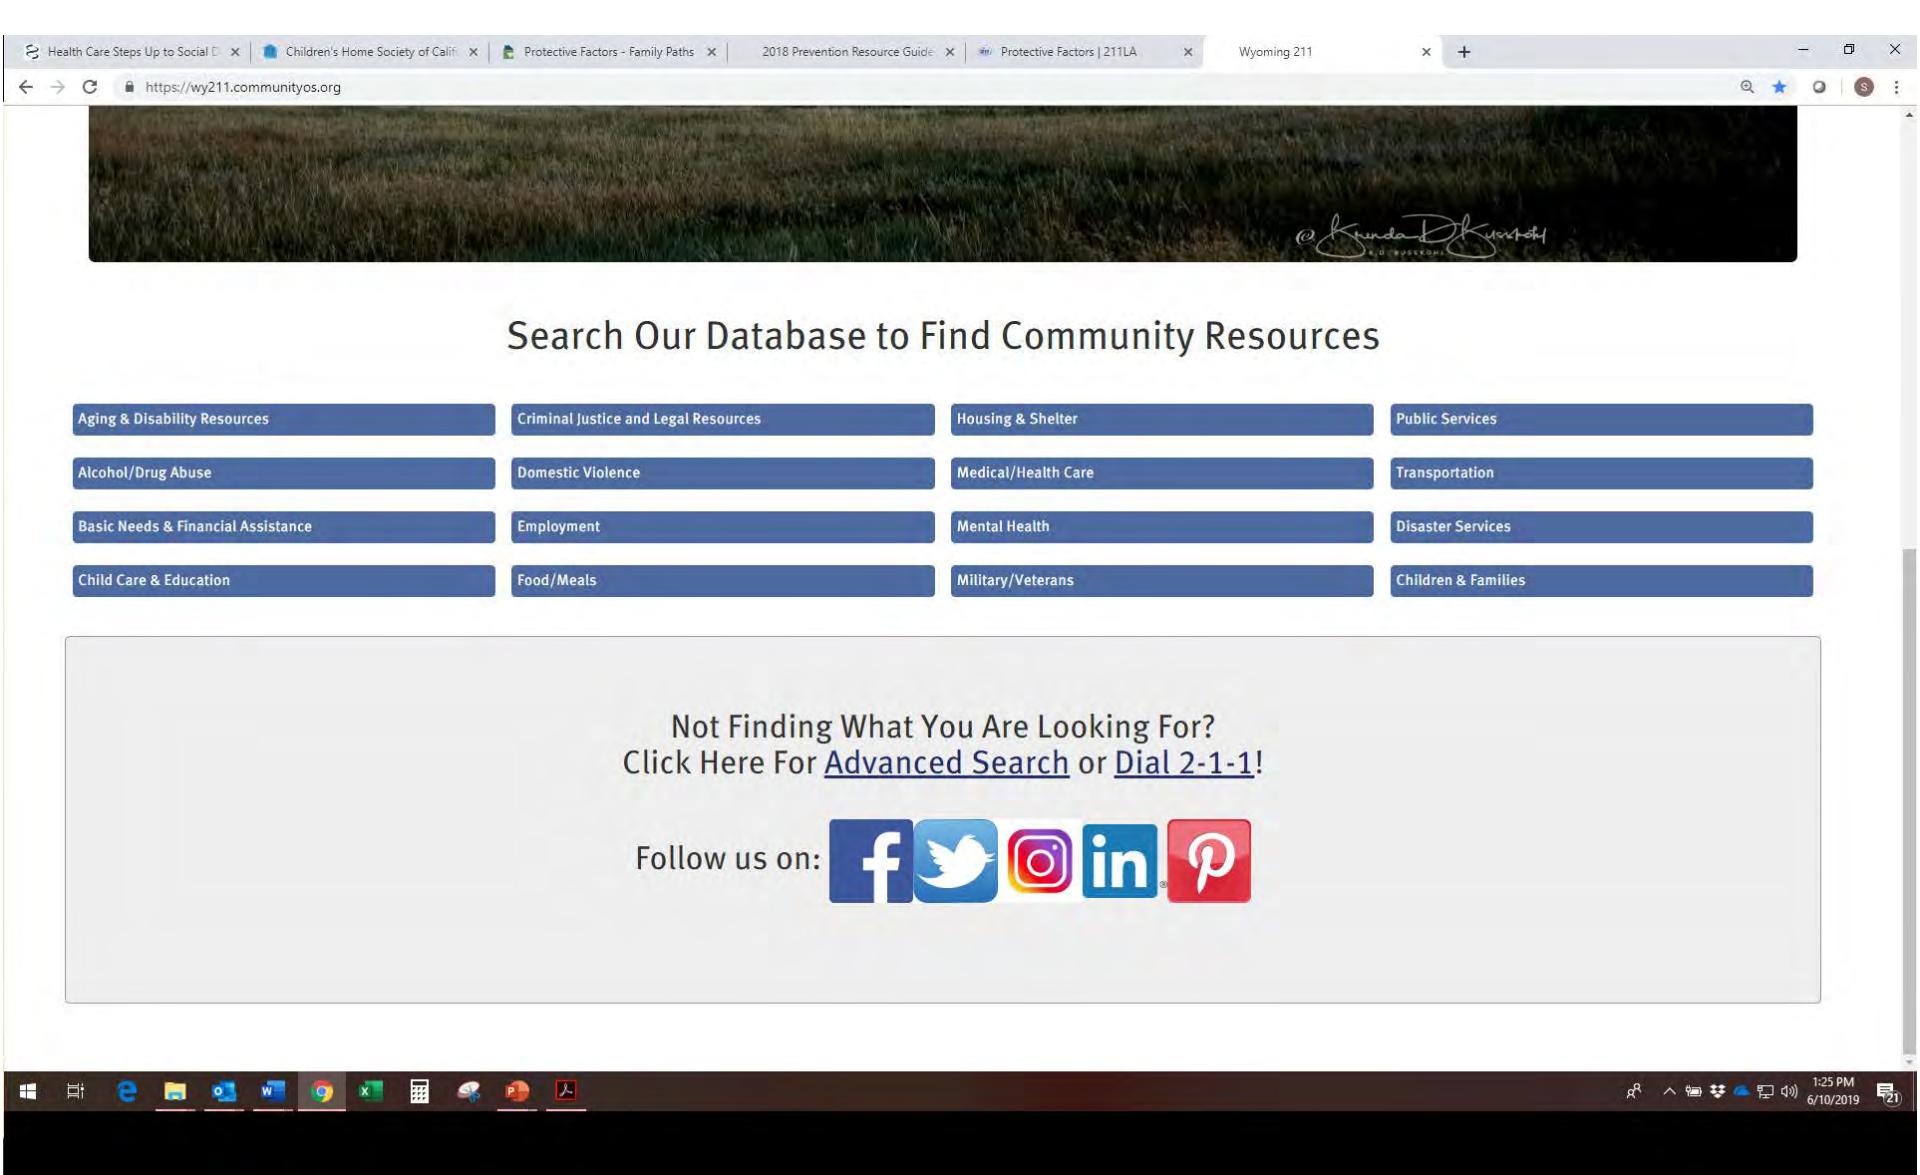 Health Care Steps Up to Social D
Children's Home Society of Calif
Protective Factors - Family Paths
2018 Prevention Resource Guide
Protective Factors | 211LA
Wyoming 211
https://wy211.communityos.org
S
@ Krenda D Kusskohl
K.D. KUSSKOHL
Search Our Database to Find Community Resources
Aging & Disability Resources
Criminal Justice and Legal Resources
Housing & Shelter
Public Services
Alcohol/Drug Abuse
Domestic Violence
Medical/Health Care
Transportation
Basic Needs & Financial Assistance
Employment
Mental Health
Disaster Services
Child Care & Education
Food/Meals
Military/Veterans
Children & Families
Not Finding What You Are Looking For?
Click Here For Advanced Search or Dial 2-1-1!
Follow us on:
f
in
1:25 PM
6/10/2019
21